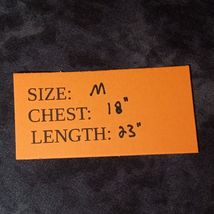 SIZE: M
CHEST: 18"
LENGTH: 23"